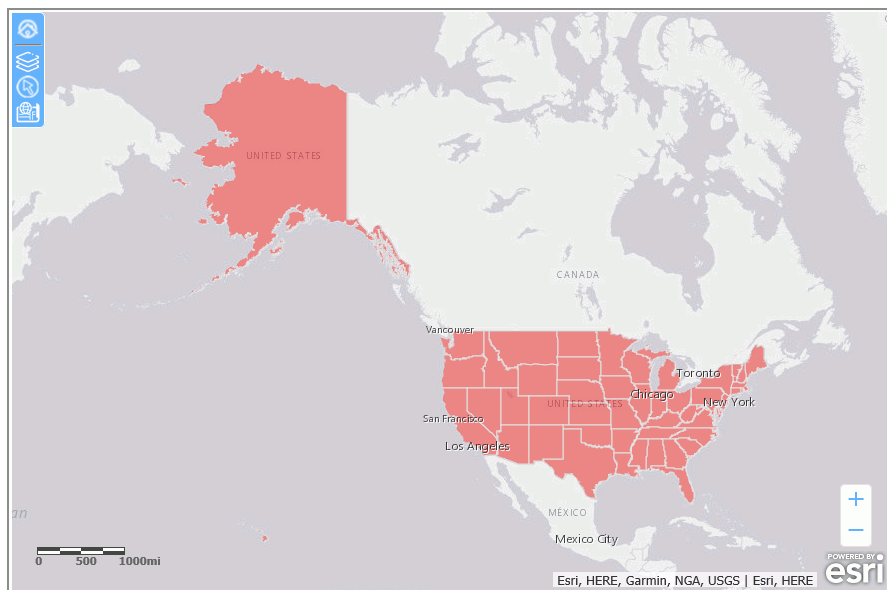 UNITED STATES
CANADA
Vancouver
Toronto
Chicago
UNITED STATES
New York
San Francisco
Los Angeles
MÉXICO
an
Mexico City
0 500 1000mi
POWERED BY
esri
Esri, HERE, Garmin, NGA, USGS | Esri, HERE